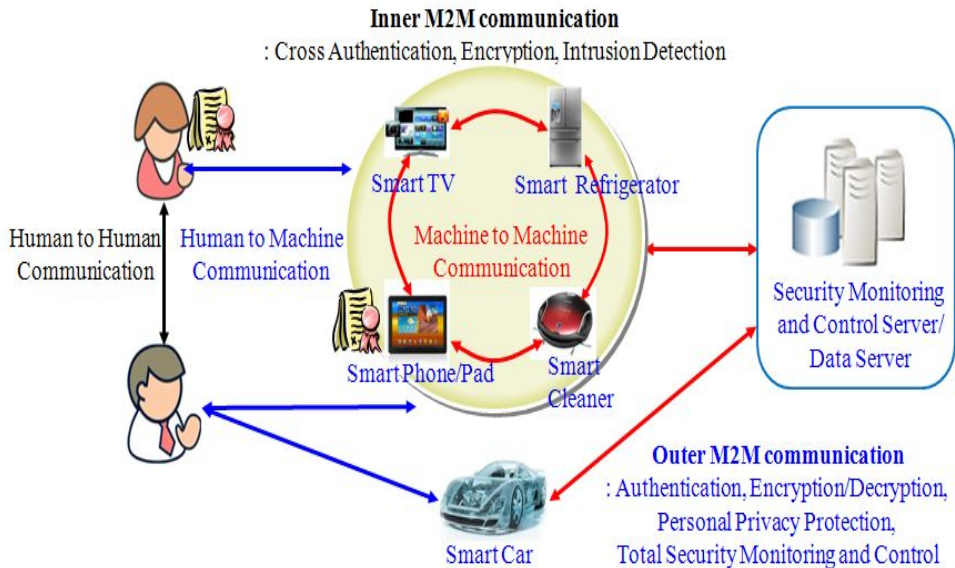 Inner M2M communication
: Cross Authentication, Encryption, Intrusion Detection
Smart TV
Smart Refrigerator
Human to Human
Communication
Human to Machine
Communication
Machine to Machine
Communication
Security Monitoring
and Control Server/
Data Server
Smart Phone/Pad
Smart
Cleaner
Outer M2M communication
: Authentication, Encryption/Decryption,
Personal Privacy Protection,
Total Security Monitoring and Control
Smart Car